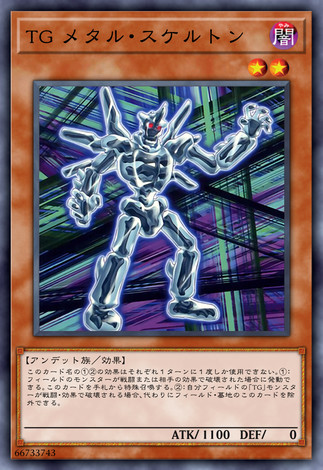 TG メタル・スケルトン
やみ
闇
【アンデット族／効果】
このカード名の①②の効果はそれぞれ１ターンに１度しか使用できない。①：
フィールドのモンスターが戦闘または相手の効果で破壊された場合に発動で
きる。このカードを手札から特殊召喚する。②：自分フィールドの「TG」モンス
ターが戦闘・効果で破壊される場合、代わりにフィールド・墓地のこのカードを除
外できる。
ATK/ 1100 DEF/ 0
66733743